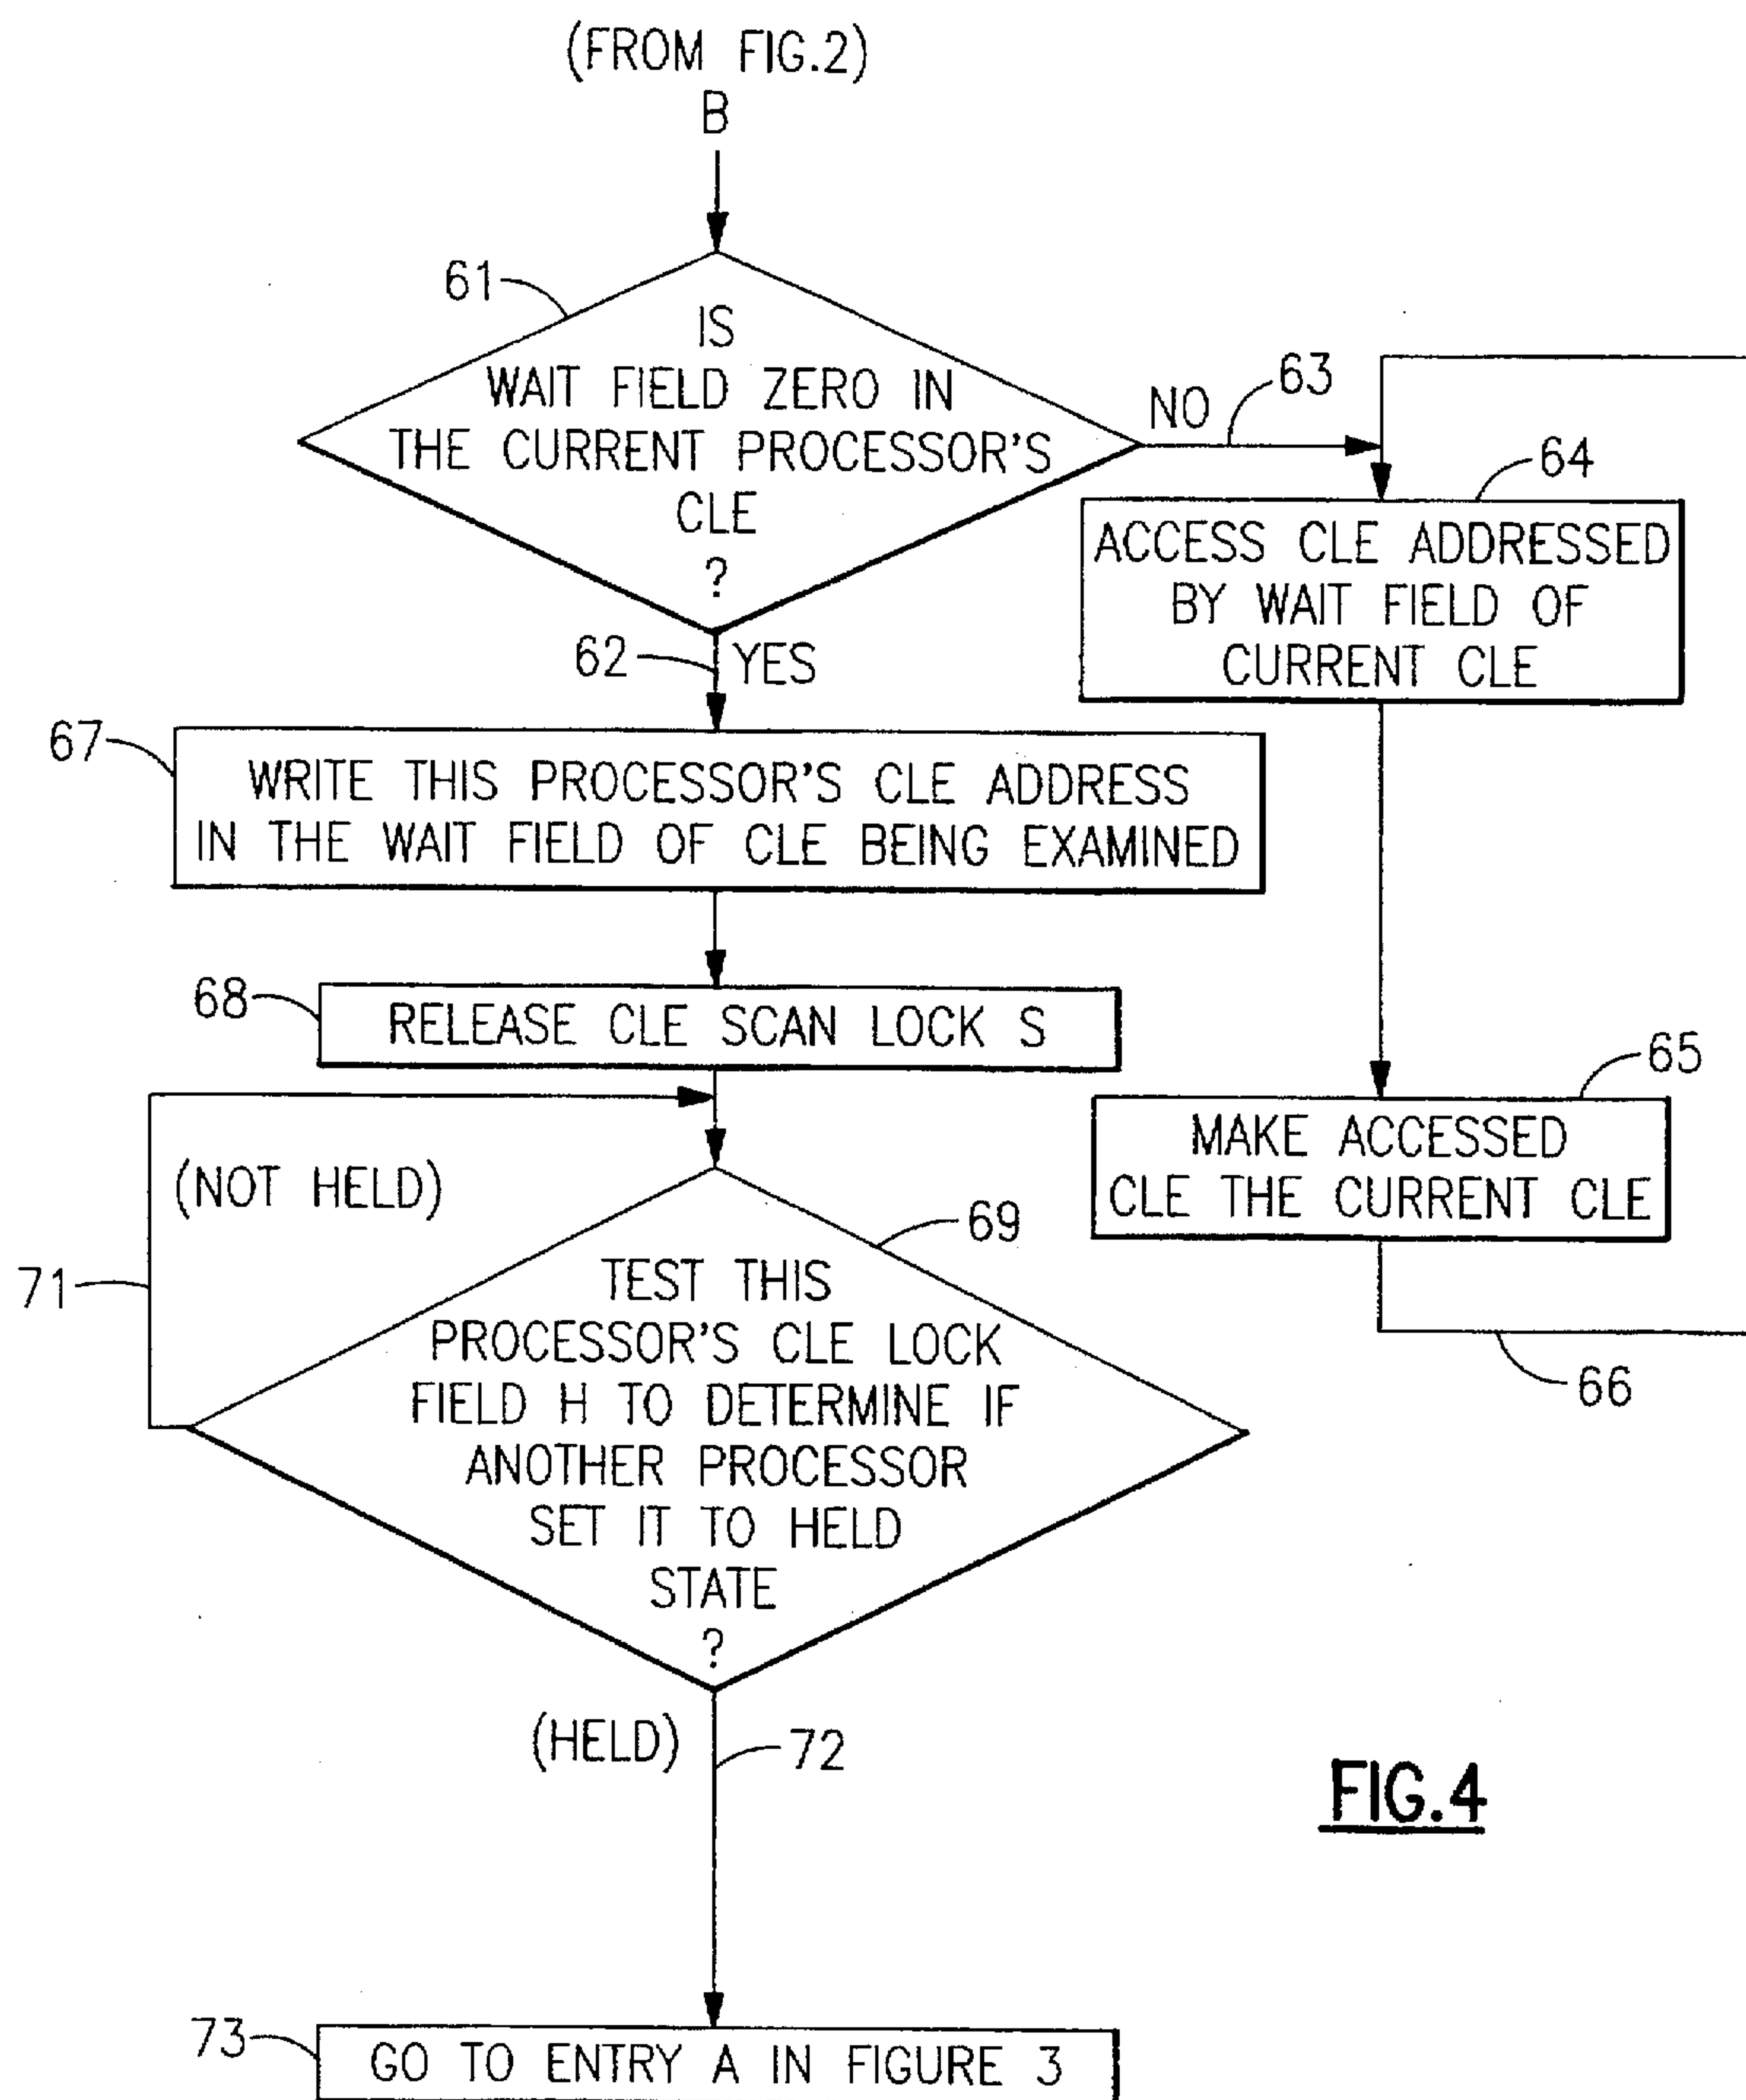 (FROM FIG.2)
B
61
IS
WAIT FIELD ZERO IN
THE CURRENT PROCESSOR'S
CLE
?
NO
63
64
ACCESS CLE ADDRESSED
BY WAIT FIELD OF
CURRENT CLE
62
YES
67
WRITE THIS PROCESSOR'S CLE ADDRESS
IN THE WAIT FIELD OF CLE BEING EXAMINED
68
RELEASE CLE SCAN LOCK S
65
MAKE ACCESSED
CLE THE CURRENT CLE
66
(NOT HELD)
71
69
TEST THIS
PROCESSOR'S CLE LOCK
FIELD H TO DETERMINE IF
ANOTHER PROCESSOR
SET IT TO HELD
STATE
?
(HELD)
72
73
GO TO ENTRY A IN FIGURE 3
FIG.4